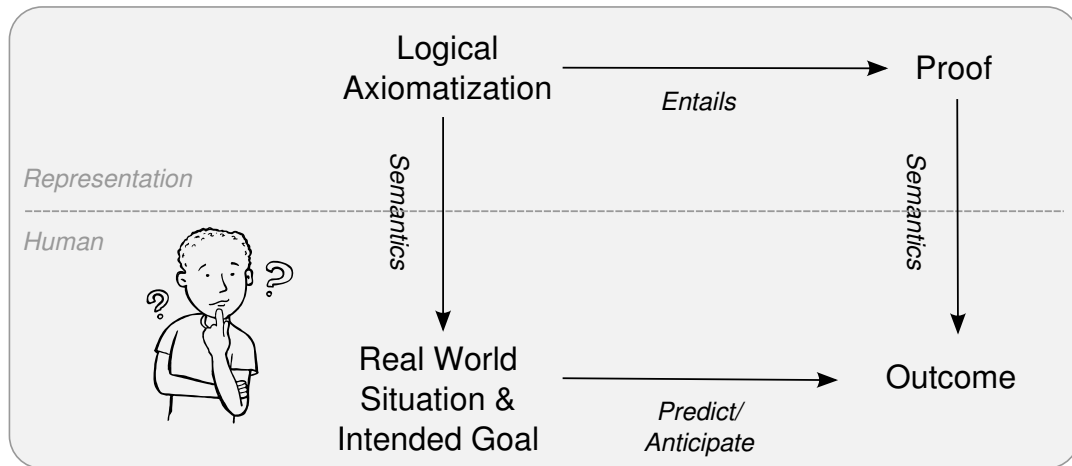 Logical
Axiomatization
Entails
Proof
Semantics
Semantics
Representation
Human
?
?
Real World
Situation &
Intended Goal
Predict/
Anticipate
Outcome